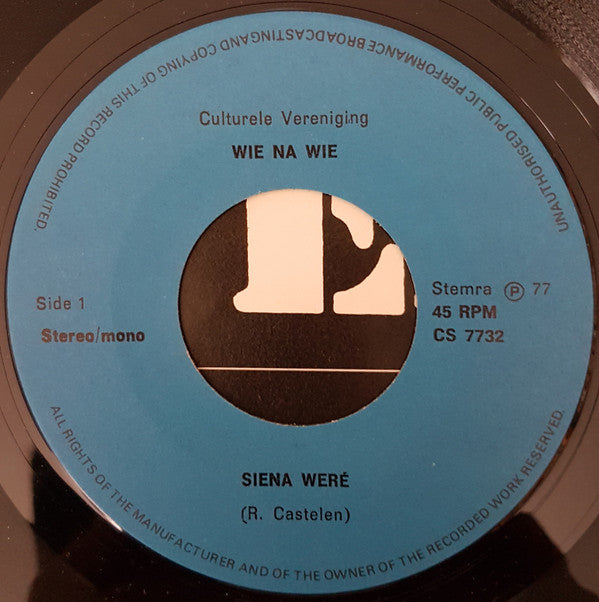 UNAUTHORISED PUBLIC PERFORMANCE BROADCASTING AND COPYING OF THIS RECORD PROHIBITED.
Culturele Vereniging
WIE NA WIE
Side 1
Stereo/mono
Stemra Ⓟ 77
45 RPM
CS 7732
SIENA WERÉ
(R. Castelen)
ALL RIGHTS OF THE MANUFACTURER AND OF THE OWNER OF THE RECORDED WORK RESERVED.